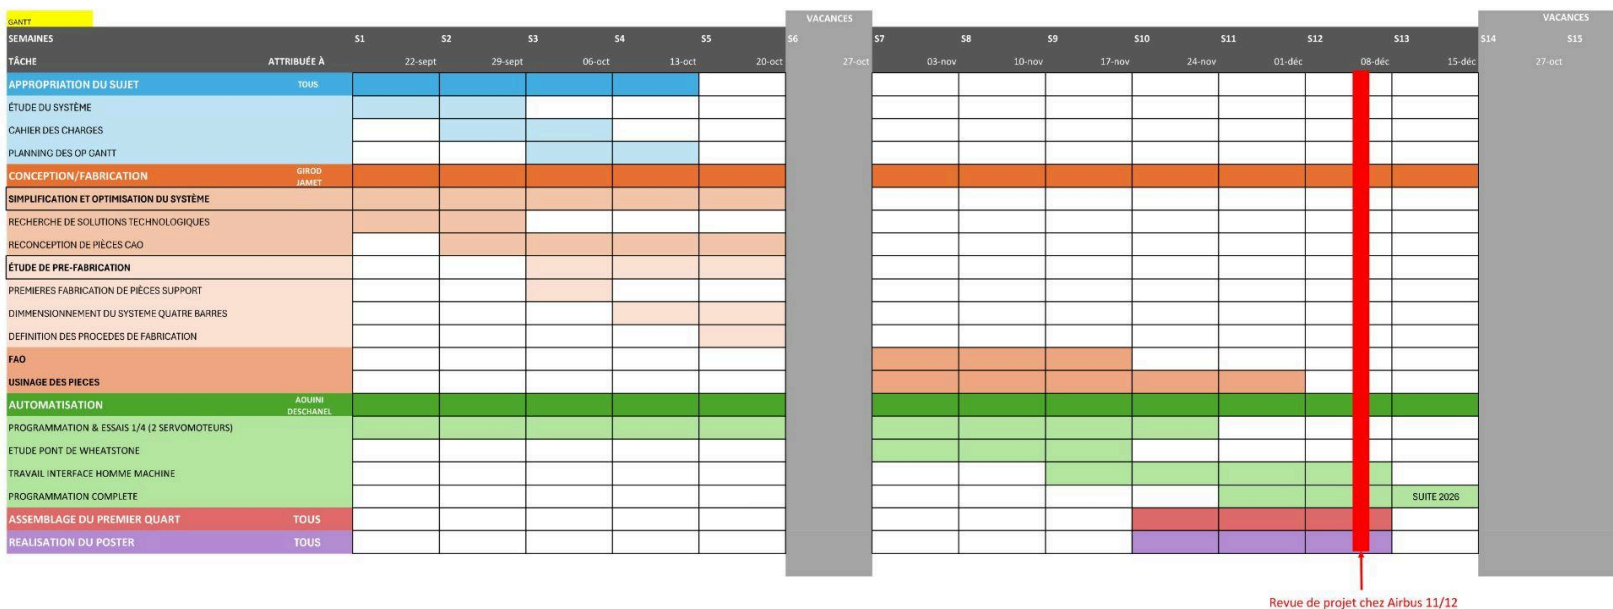 GANTT
VACANCES
VACANCES
SEMAINES S1 S2 S3 S4 S5 S6 S7 S8 S9 S10 S11 S12 S13 S14 S15
TÂCHE ATTRIBUÉE À 22-sept 29-sept 06-oct 13-oct 20-oct 27-oct 03-nov 10-nov 17-nov 24-nov 01-déc 08-déc 15-déc 27-oct
APPROPRIATION DU SUJET TOUS
ÉTUDE DU SYSTÈME
CAHIER DES CHARGES
PLANNING DES OP GANTT
CONCEPTION/FABRICATION GIROD
JAMET
SIMPLIFICATION ET OPTIMISATION DU SYSTÈME
RECHERCHE DE SOLUTIONS TECHNOLOGIQUES
RECONCEPTION DE PIÈCES CAO
ÉTUDE DE PRE-FABRICATION
PREMIERES FABRICATION DE PIÈCES SUPPORT
DIMMENSIONNEMENT DU SYSTEME QUATRE BARRES
DEFINITION DES PROCEDES DE FABRICATION
FAO
USINAGE DES PIECES
AUTOMATISATION AOUINI
DESCHANEL
PROGRAMMATION & ESSAIS 1/4 (2 SERVOMOTEURS)
ETUDE PONT DE WHEATSTONE
TRAVAIL INTERFACE HOMME MACHINE
PROGRAMMATION COMPLETE SUITE 2026
ASSEMBLAGE DU PREMIER QUART TOUS
REALISATION DU POSTER TOUS
Revue de projet chez Airbus 11/12